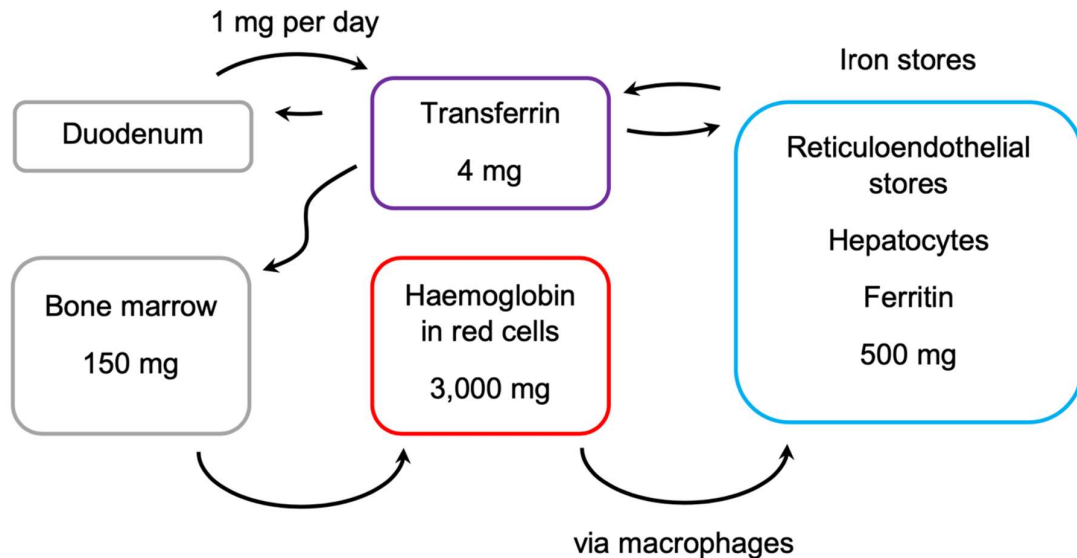 1 mg per day
Duodenum
Transferrin
4 mg
Iron stores
Reticuloendothelial
stores
Hepatocytes
Ferritin
500 mg
Bone marrow
150 mg
Haemoglobin
in red cells
3,000 mg
via macrophages